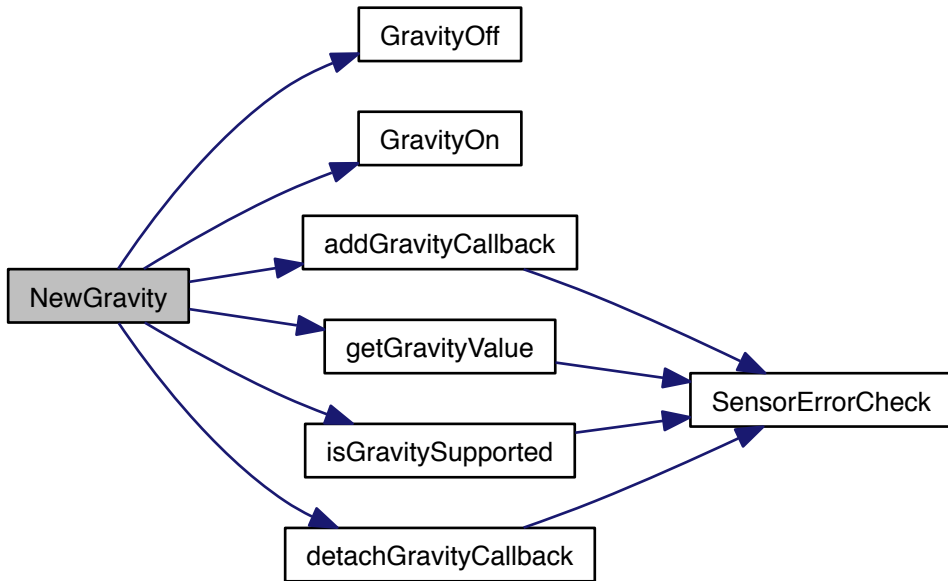 GravityOff
GravityOn
addGravityCallback
NewGravity
getGravityValue
SensorErrorCheck
isGravitySupported
detachGravityCallback